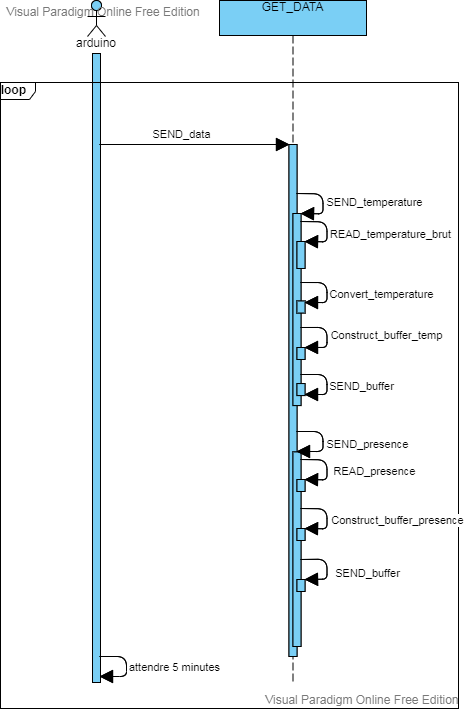 Visual Paradigm Online Free Edition
GET_DATA
arduino
loop
SEND_data
SEND_temperature
READ_temperature_brut
Convert_temperature
Construct_buffer_temp
SEND_buffer
SEND_presence
READ_presence
Construct_buffer_presence
SEND_buffer
attendre 5 minutes
Visual Paradigm Online Free Edition